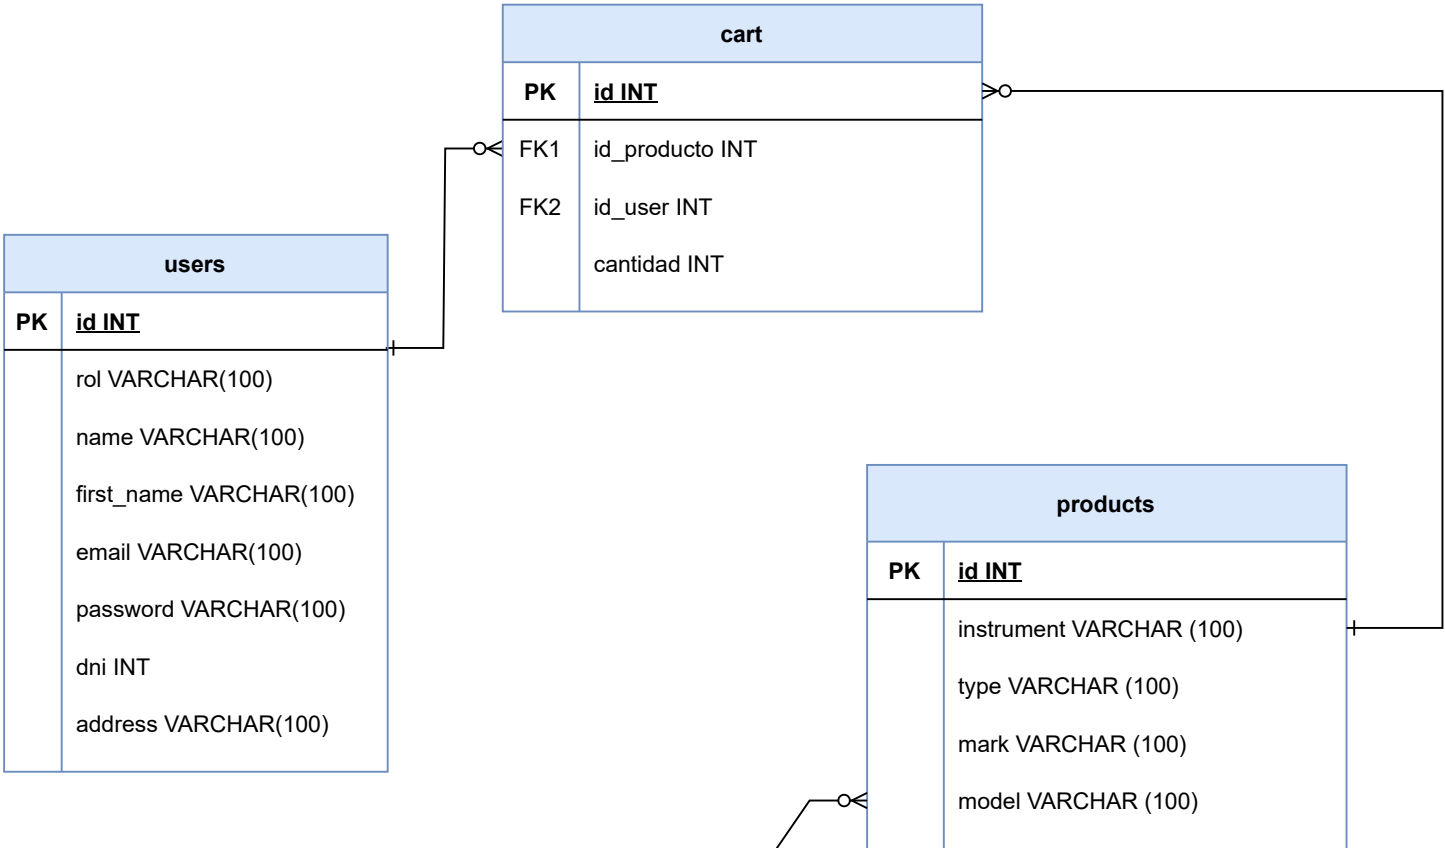 cart
PK id INT
FK1 id_producto INT
FK2 id_user INT
cantidad INT
users
PK id INT
rol VARCHAR(100)
name VARCHAR(100)
first_name VARCHAR(100)
email VARCHAR(100)
password VARCHAR(100)
dni INT
address VARCHAR(100)
products
PK id INT
instrument VARCHAR (100)
type VARCHAR (100)
mark VARCHAR (100)
model VARCHAR (100)